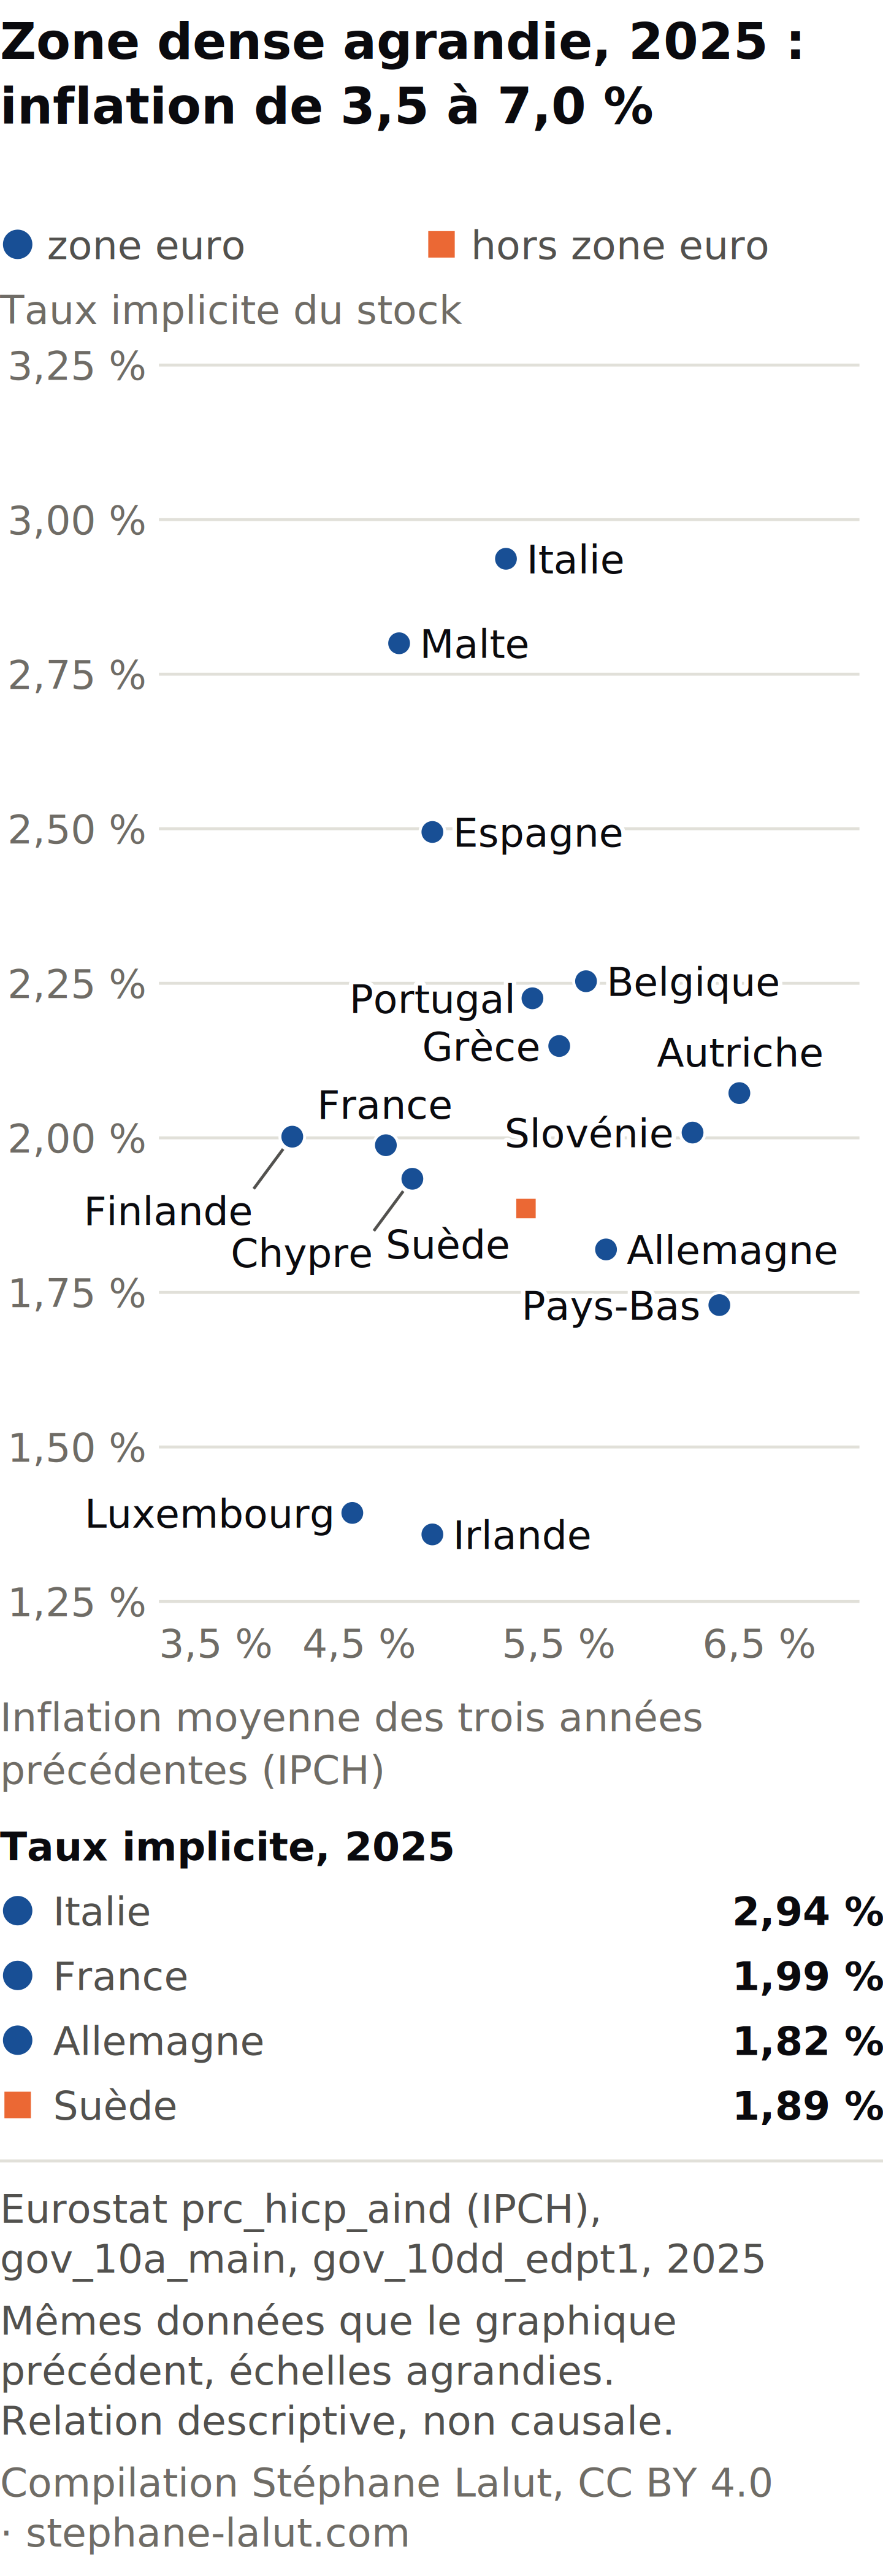 Zone dense agrandie, 2025 :
inflation de 3,5 à 7,0 %
zone euro
hors zone euro
Taux implicite du stock
3,25 %
3,00 %
Italie
Malte
2,75 %
2,50 %
Espagne
2,25 %
Belgique
Portugal
Grèce
Autriche
France
2,00 %
Slovénie
Finlande
Chypre
Suède
Allemagne
1,75 %
Pays-Bas
1,50 %
Luxembourg
Irlande
1,25 %
3,5 % 4,5 % 5,5 % 6,5 %
Inflation moyenne des trois années
précédentes (IPCH)
Taux implicite, 2025
Italie 2,94 %
France 1,99 %
Allemagne 1,82 %
Suède 1,89 %
Eurostat prc_hicp_aind (IPCH),
gov_10a_main, gov_10dd_edpt1, 2025
Mêmes données que le graphique
précédent, échelles agrandies.
Relation descriptive, non causale.
Compilation Stéphane Lalut, CC BY 4.0
· stephane-lalut.com